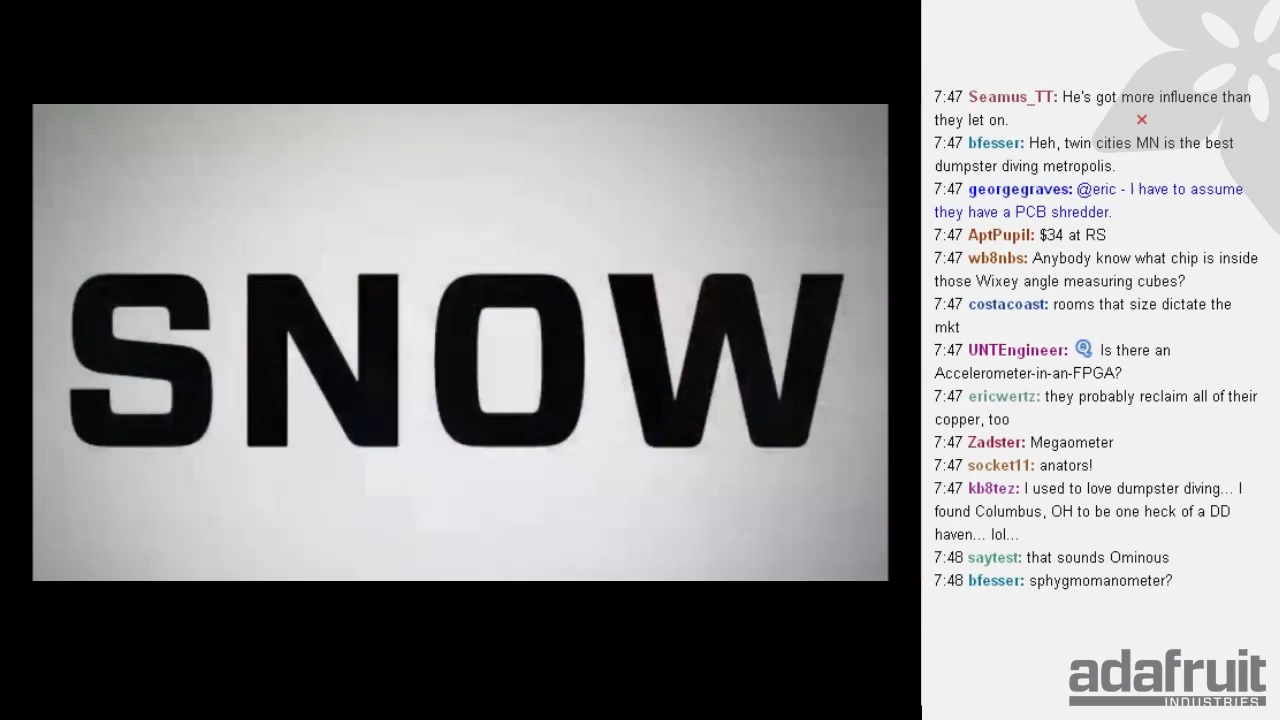 SNOW
7:47 Seamus_TT: He's got more influence than
they let on.
7:47 bfesser: Heh, twin cities MN is the best
dumpster diving metropolis.
7:47 georgegraves: @eric - I have to assume
they have a PCB shredder.
7:47 AptPupil: $34 at RS
7:47 wb8nbs: Anybody know what chip is inside
those Wixey angle measuring cubes?
7:47 costacoast: rooms that size dictate the
mkt
7:47 UNTEngineer: Is there an
Accelerometer-in-an-FPGA?
7:47 ericwertz: they probably reclaim all of their
copper, too
7:47 Zadster: Megaometer
7:47 socket11: anators!
7:47 kb8tez: I used to love dumpster diving... I
found Columbus, OH to be one heck of a DD
haven... lol...
7:48 saytest: that sounds Ominous
7:48 bfesser: sphygmomanometer?
adafruit
INDUSTRIES